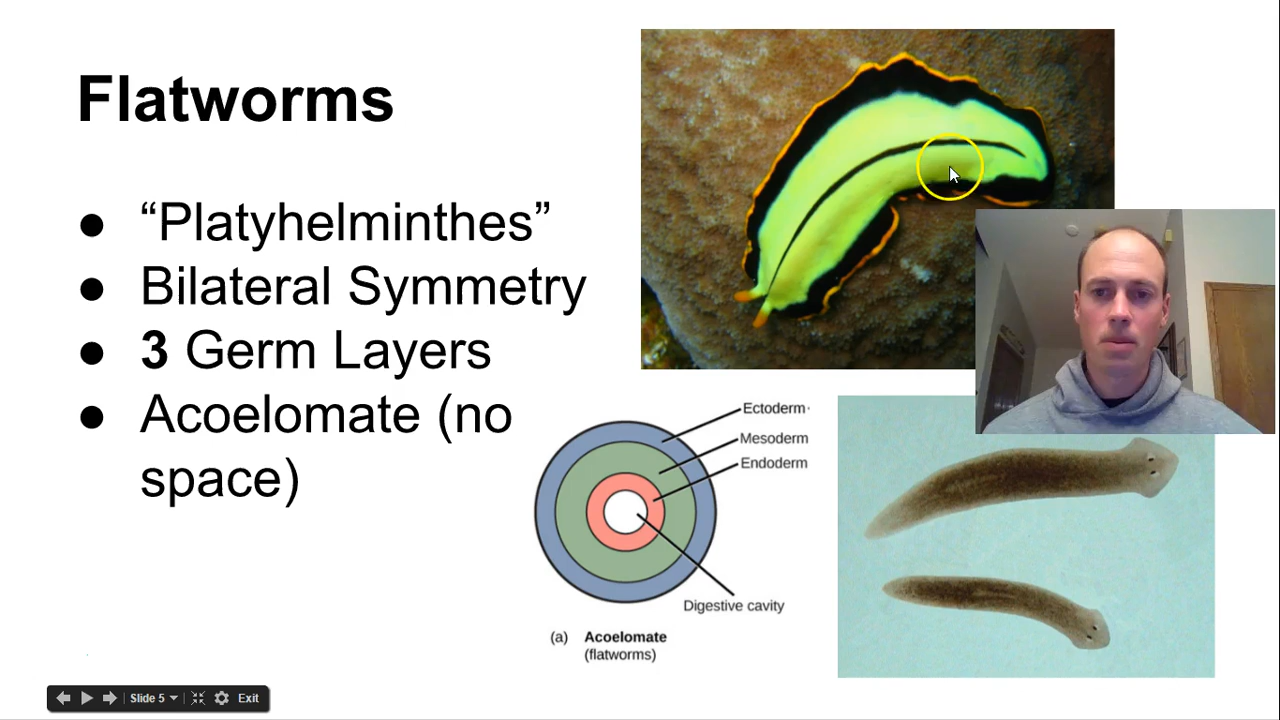 Flatworms
● “Platyhelminthes”
● Bilateral Symmetry
● 3 Germ Layers
● Acoelomate (no
space)
Ectoderm
Mesoderm
Endoderm
Digestive cavity
(a) Acoelomate
(flatworms)
Slide 5 Exit